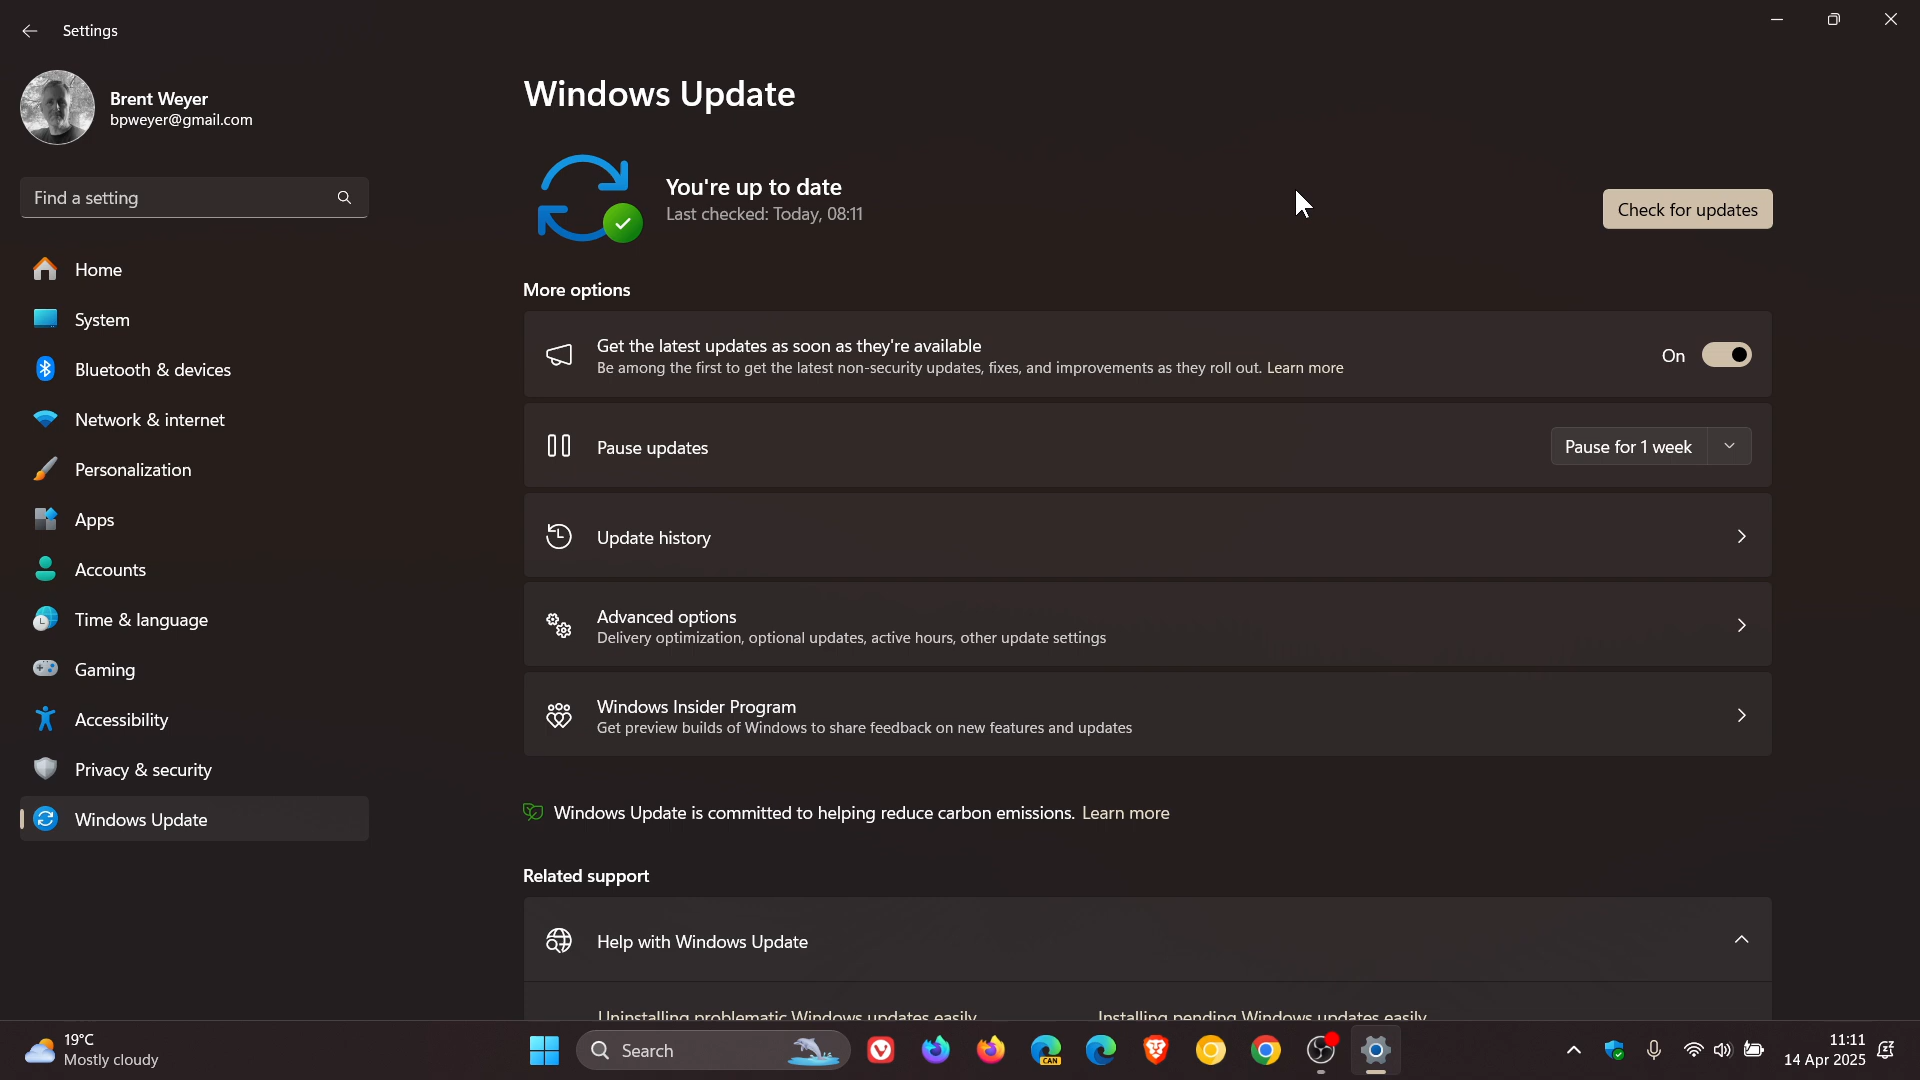 Settings
Brent Weyer
bpweyer@gmail.com
Find a setting
Home
System
Bluetooth & devices
Network & internet
Personalization
Apps
Accounts
Time & language
Gaming
Accessibility
Privacy & security
Windows Update
Windows Update
You're up to date
Last checked: Today, 08:11
Check for updates
More options
Get the latest updates as soon as they're available
Be among the first to get the latest non-security updates, fixes, and improvements as they roll out. Learn more
On
Pause updates
Pause for 1 week
Update history
Advanced options
Delivery optimization, optional updates, active hours, other update settings
Windows Insider Program
Get preview builds of Windows to share feedback on new features and updates
Windows Update is committed to helping reduce carbon emissions. Learn more
Related support
Help with Windows Update
Uninstalling problematic Windows updates easily
Installing pending Windows updates easily
19°C
Mostly cloudy
Search
CAN
11:11
14 Apr 2025